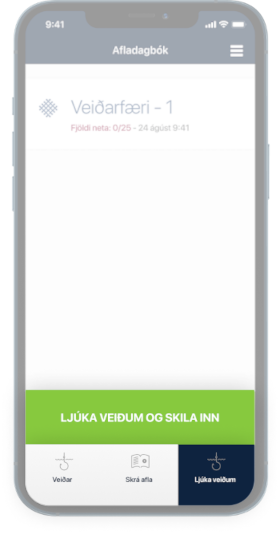 9:41
Afladagbók
Veiðarfæri - 1
Fjöldi neta: 0/25 - 24 ágúst 9:41
LJÚKA VEIÐUM OG SKILA INN
Veiðar
Skrá afla
Ljúka veiðum